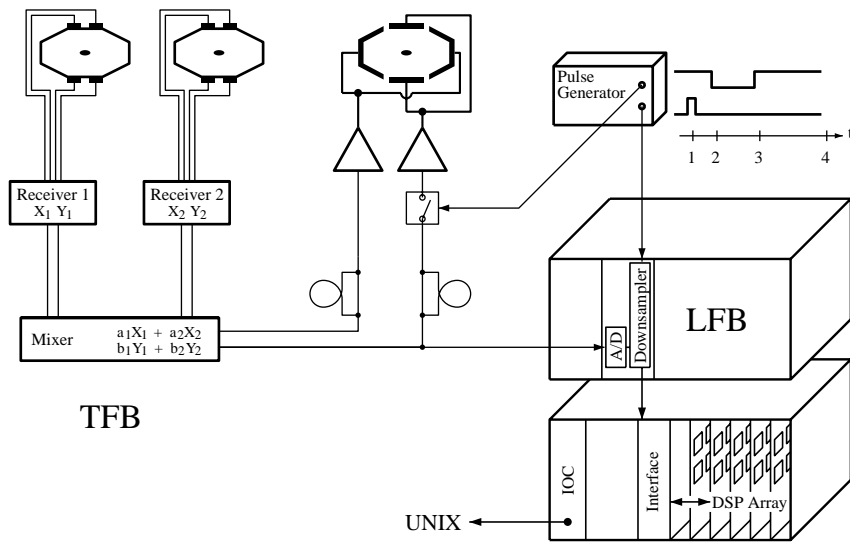 Pulse
Generator
t
1 2 3 4
Receiver 1
X1 Y1
Receiver 2
X2 Y2
Mixer
a1X1 + a2X2
b1Y1 + b2Y2
A/D
Downsampler
LFB
TFB
IOC
Interface
DSP Array
UNIX